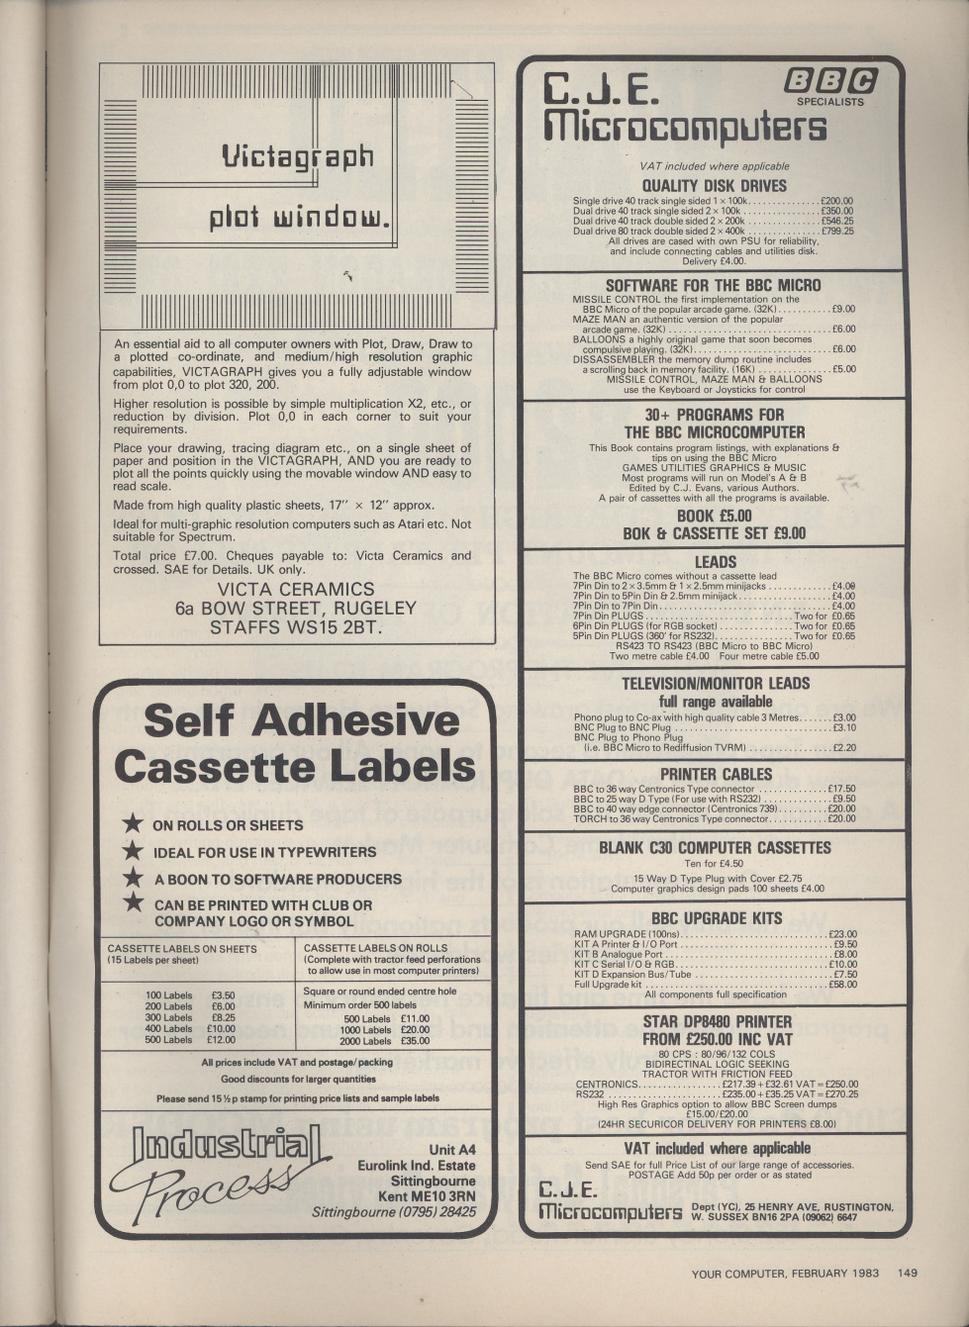 Victagraph
plot window.
An essential aid to all computer owners with Plot, Draw, Draw to
a plotted co-ordinate, and medium/high resolution graphic
capabilities, VICTAGRAPH gives you a fully adjustable window
from plot 0,0 to plot 320, 200.
Higher resolution is possible by simple multiplication X2, etc., or
reduction by division. Plot 0,0 in each corner to suit your
requirements.
Place your drawing, tracing diagram etc., on a single sheet of
paper and position in the VICTAGRAPH, AND you are ready to
plot all the points quickly using the movable window AND easy to
read scale.
Made from high quality plastic sheets, 17" × 12" approx.
Ideal for multi-graphic resolution computers such as Atari etc. Not
suitable for Spectrum.
Total price £7.00. Cheques payable to: Victa Ceramics and
crossed. SAE for Details. UK only.
VICTA CERAMICS
6a BOW STREET, RUGELEY
STAFFS WS15 2BT.
Self Adhesive
Cassette Labels
★ ON ROLLS OR SHEETS
★ IDEAL FOR USE IN TYPEWRITERS
★ A BOON TO SOFTWARE PRODUCERS
★ CAN BE PRINTED WITH CLUB OR
COMPANY LOGO OR SYMBOL
CASSETTE LABELS ON SHEETS
(15 Labels per sheet)
100 Labels £3.50
200 Labels £6.00
300 Labels £8.25
400 Labels £10.00
500 Labels £12.00
CASSETTE LABELS ON ROLLS
(Complete with tractor feed perforations
to allow use in most computer printers)
Square or round ended centre hole
Minimum order 500 labels
500 Labels £11.00
1000 Labels £20.00
2000 Labels £35.00
All prices include VAT and postage/packing
Good discounts for larger quantities
Please send 15½p stamp for printing price lists and sample labels
Industrial
Process
Unit A4
Eurolink Ind. Estate
Sittingbourne
Kent ME10 3RN
Sittingbourne (0795) 28425
C.J.E.
Microcomputers
BBC
SPECIALISTS
VAT included where applicable
QUALITY DISK DRIVES
Single drive 40 track single sided 1 × 100k..............£200.00
Dual drive 40 track single sided 2 × 100k ................£350.00
Dual drive 40 track double sided 2 × 200k ...............£546.25
Dual drive 80 track double sided 2 × 400k ...............£799.25
All drives are cased with own PSU for reliability,
and include connecting cables and utilities disk.
Delivery £4.00.
SOFTWARE FOR THE BBC MICRO
MISSILE CONTROL the first implementation on the
BBC Micro of the popular arcade game. (32K)..........£9.00
MAZE MAN an authentic version of the popular
arcade game. (32K) ................................£6.00
BALLOONS a highly original game that soon becomes
compulsive playing. (32K)...........................£6.00
DISSASSEMBLER the memory dump routine includes
a scrolling back in memory facility. (16K) ..............£5.00
MISSILE CONTROL, MAZE MAN & BALLOONS
use the Keyboard or Joysticks for control
30+ PROGRAMS FOR
THE BBC MICROCOMPUTER
This Book contains program listings, with explanations &
tips on using the BBC Micro
GAMES UTILITIES GRAPHICS & MUSIC
Most programs will run on Model's A & B
Edited by C.J. Evans, various Authors.
A pair of cassettes with all the programs is available.
BOOK £5.00
BOK & CASSETTE SET £9.00
LEADS
The BBC Micro comes without a cassette lead
7Pin Din to 2 × 3.5mm & 1 × 2.5mm minijacks ............£4.00
7Pin Din to 5Pin Din & 2.5mm minijack..................£4.00
7Pin Din to 7Pin Din..................................£4.00
7Pin Din PLUGS.............................. Two for £0.65
6Pin Din PLUGS (for RGB socket)............... Two for £0.65
5Pin Din PLUGS (360' for RS232)................ Two for £0.65
RS423 TO RS423 (BBC Micro to BBC Micro)
Two metre cable £4.00 Four metre cable £5.00
TELEVISION/MONITOR LEADS
full range available
Phono plug to Co-ax with high quality cable 3 Metres.......£3.00
BNC Plug to BNC Plug ...............................£3.10
BNC Plug to Phono Plug
(i.e. BBC Micro to Rediffusion TVRM) .................£2.20
PRINTER CABLES
BBC to 36 way Centronics Type connector ..............£17.50
BBC to 25 way D Type (For use with RS232) ..............£9.50
BBC to 40 way edge connector (Centronics 739)..........£20.00
TORCH to 36 way Centronics Type connector............£20.00
BLANK C30 COMPUTER CASSETTES
Ten for £4.50
15 Way D Type Plug with Cover £2.75
Computer graphics design pads 100 sheets £4.00
BBC UPGRADE KITS
RAM UPGRADE (100ns)..............................£23.00
KIT A Printer & I/O Port ..............................£9.50
KIT B Analogue Port .................................£8.00
KIT C Serial I/O & RGB..............................£10.00
KIT D Expansion Bus/Tube ...........................£7.50
Full Upgrade kit ....................................£58.00
All components full specification
STAR DP8480 PRINTER
FROM £250.00 INC VAT
80 CPS : 80/96/132 COLS
BIDIRECTINAL LOGIC SEEKING
TRACTOR WITH FRICTION FEED
CENTRONICS.................£217.39 + £32.61 VAT = £250.00
RS232 ........................£235.00 + £35.25 VAT = £270.25
High Res Graphics option to allow BBC Screen dumps
£15.00/£20.00
(24HR SECURICOR DELIVERY FOR PRINTERS £8.00)
VAT included where applicable
Send SAE for full Price List of our large range of accessories.
POSTAGE Add 50p per order or as stated
C.J.E.
Microcomputers
Dept (YC), 25 HENRY AVE, RUSTINGTON,
W. SUSSEX BN16 2PA (09062) 6647
YOUR COMPUTER, FEBRUARY 1983 149